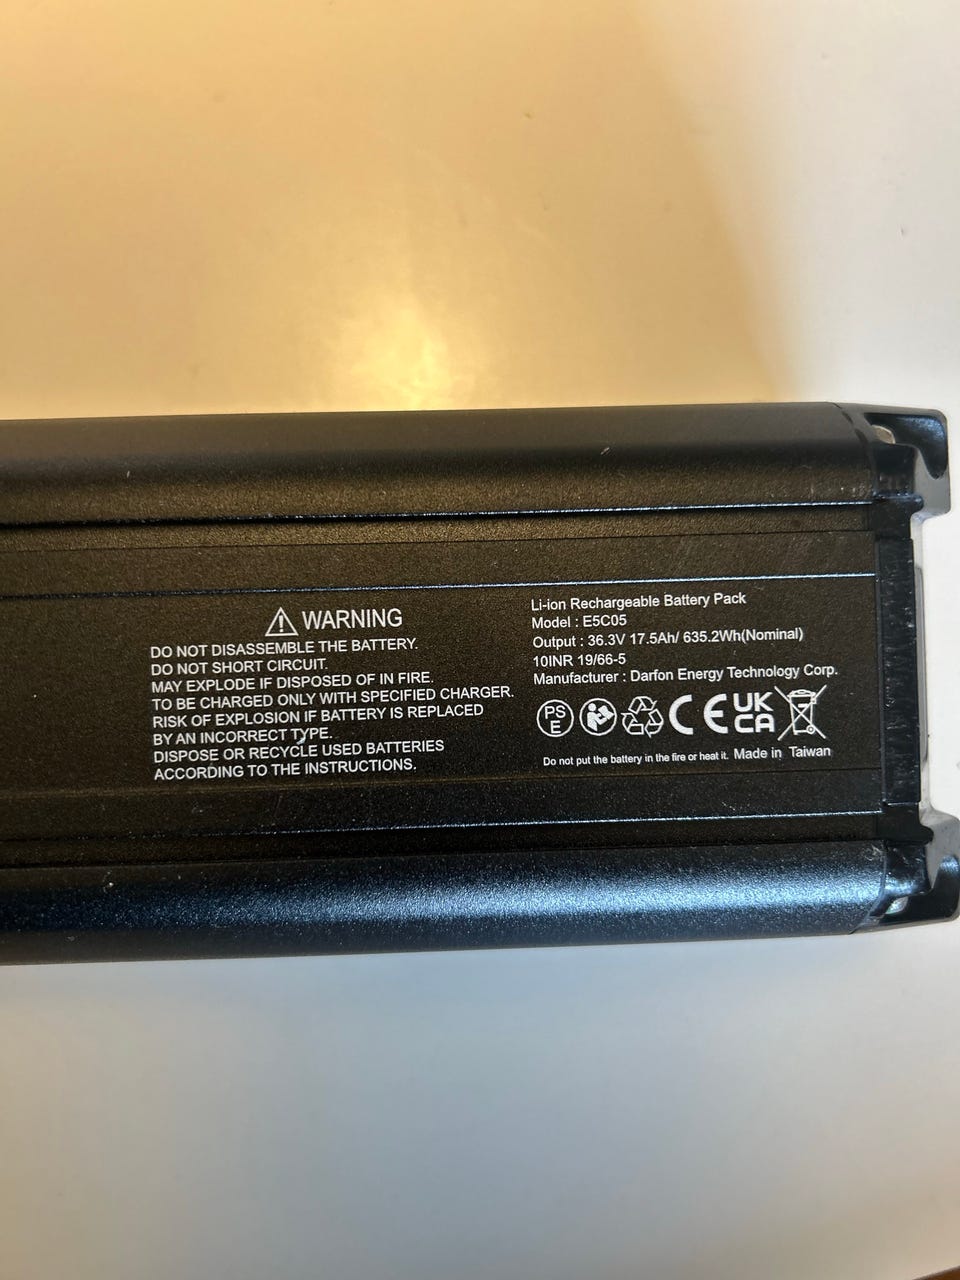 WARNING
DO NOT DISASSEMBLE THE BATTERY.
DO NOT SHORT CIRCUIT.
MAY EXPLODE IF DISPOSED OF IN FIRE.
TO BE CHARGED ONLY WITH SPECIFIED CHARGER.
RISK OF EXPLOSION IF BATTERY IS REPLACED
BY AN INCORRECT TYPE.
DISPOSE OR RECYCLE USED BATTERIES
ACCORDING TO THE INSTRUCTIONS.
Li-ion Rechargeable Battery Pack
Model : E5C05
Output : 36.3V 17.5Ah/ 635.2Wh(Nominal)
10INR 19/66-5
Manufacturer : Darfon Energy Technology Corp.
PS E CE UK CA
Do not put the battery in the fire or heat it. Made in Taiwan